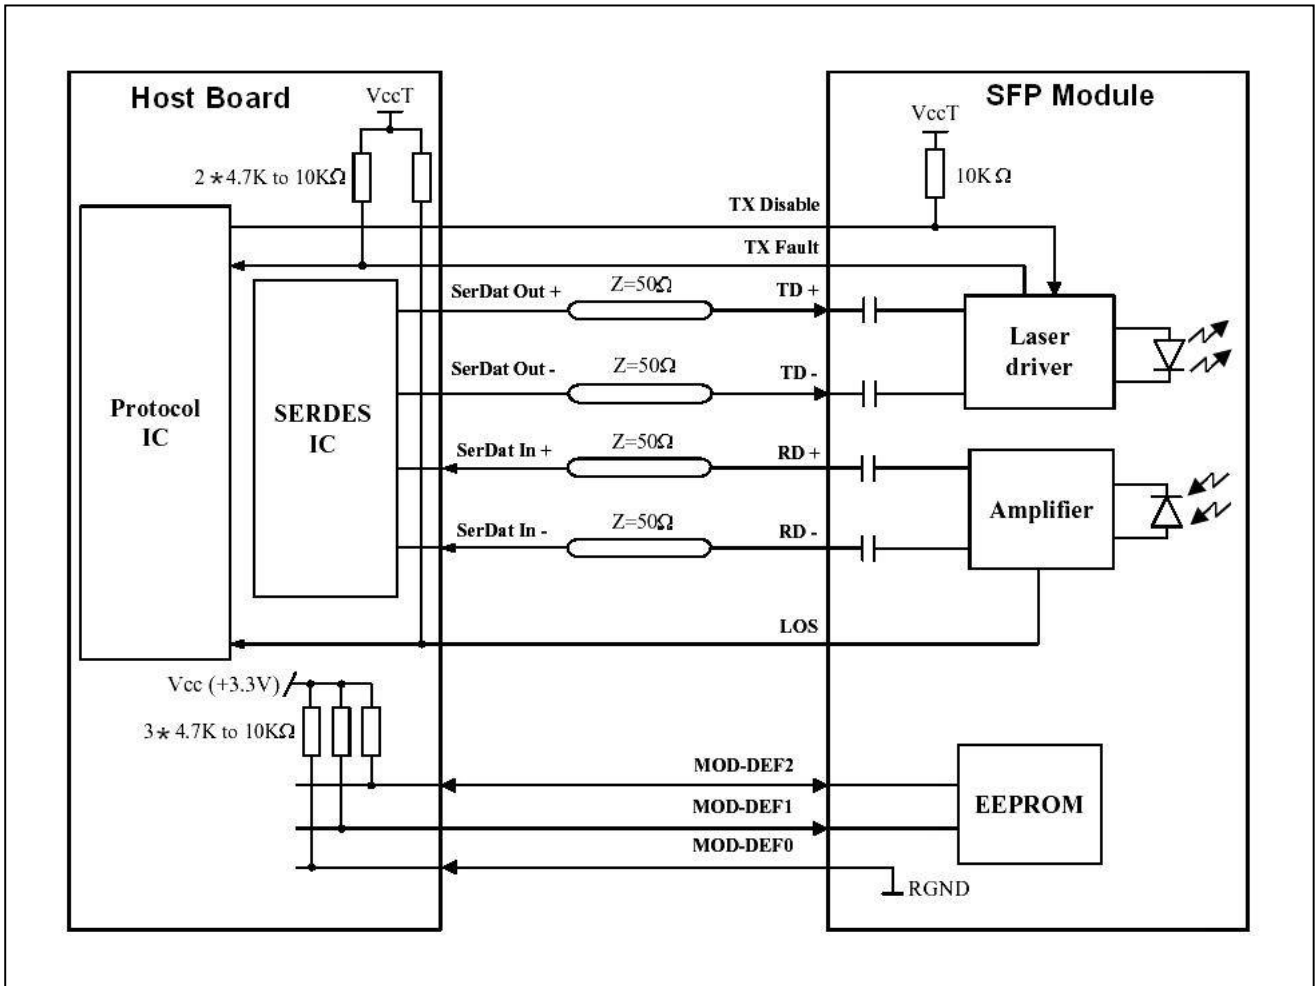 Host Board
SFP Module
VccT
VccT
2*4.7K to 10KΩ
10KΩ
TX Disable
TX Fault
SerDat Out +
Z=50Ω
TD +
Laser
driver
SerDat Out -
Z=50Ω
TD -
Protocol
IC
SERDES
IC
SerDat In +
Z=50Ω
RD +
Amplifier
SerDat In -
Z=50Ω
RD -
LOS
Vcc (+3.3V)
3*4.7K to 10KΩ
MOD-DEF2
MOD-DEF1
EEPROM
MOD-DEF0
RGND